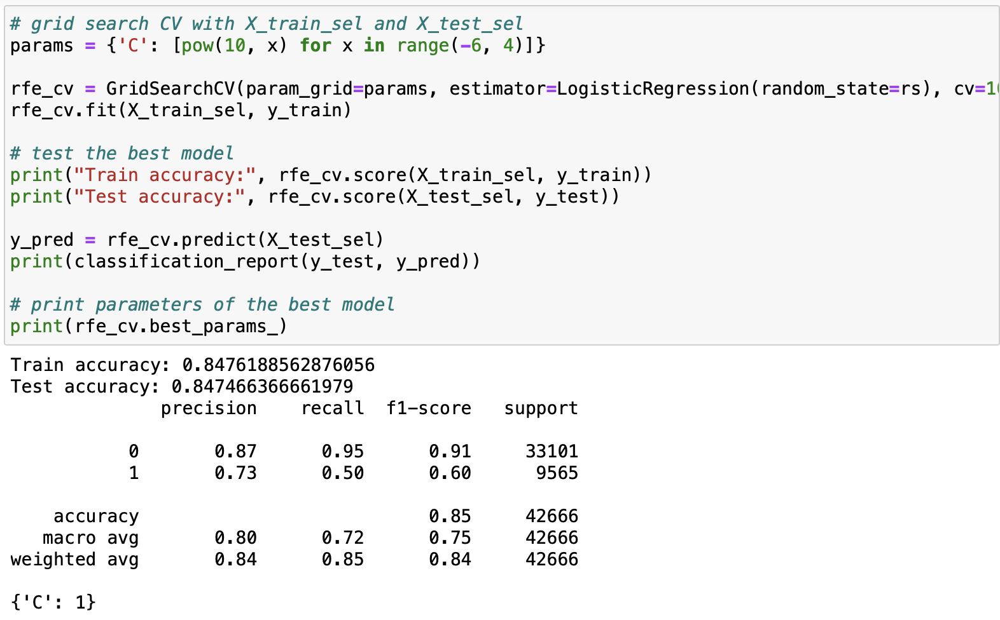 # grid search CV with X_train_sel and X_test_sel
params = {'C': [pow(10, x) for x in range(-6, 4)]}
rfe_cv = GridSearchCV(param_grid=params, estimator=LogisticRegression(random_state=rs), cv=1
rfe_cv.fit(X_train_sel, y_train)
# test the best model
print("Train accuracy:", rfe_cv.score(X_train_sel, y_train))
print("Test accuracy:", rfe_cv.score(X_test_sel, y_test))
y_pred = rfe_cv.predict(X_test_sel)
print(classification_report(y_test, y_pred))
# print parameters of the best model
print(rfe_cv.best_params_)
Train accuracy: 0.8476188562876056
Test accuracy: 0.847466366661979
precision recall f1-score support
0 0.87 0.95 0.91 33101
1 0.73 0.50 0.60 9565
accuracy 0.85 42666
macro avg 0.80 0.72 0.75 42666
weighted avg 0.84 0.85 0.84 42666
{'C': 1}